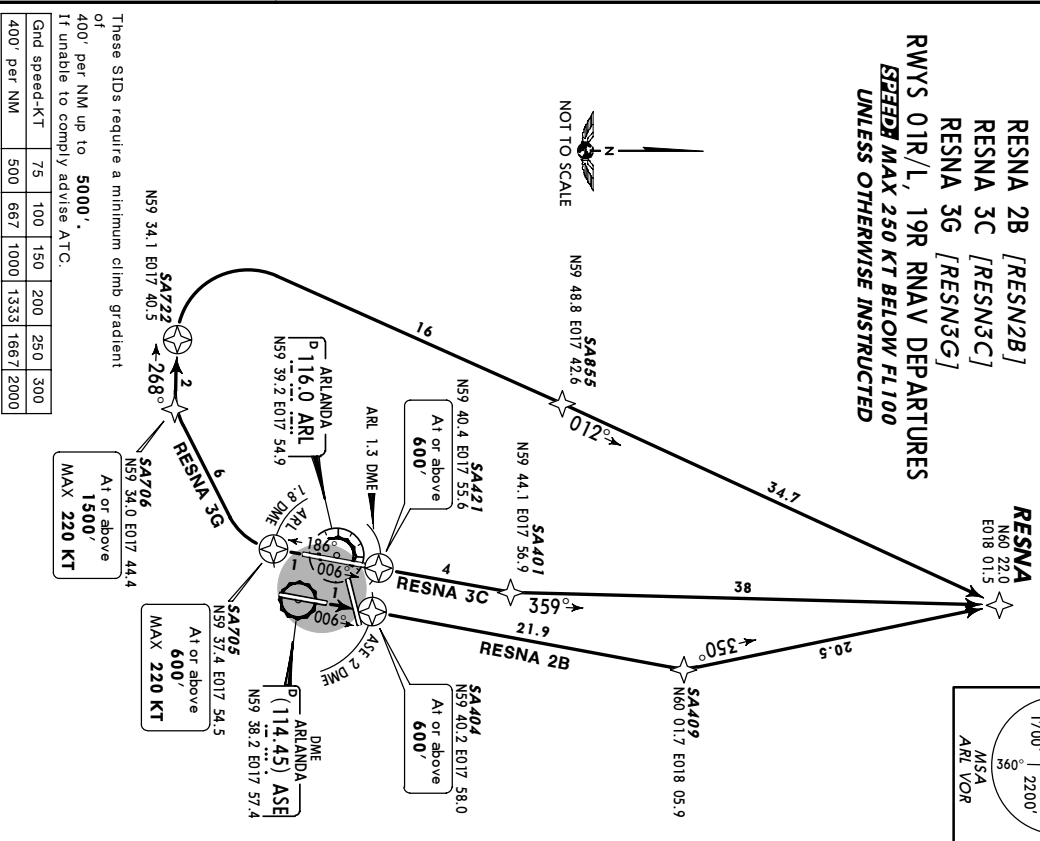 RESNA 2B [RESN2B]
RESNA 3C [RESN3C]
RESNA 3G [RESN3G]
RWYS 01R/L, 19R RNAV DEPARTURES
SPEED: MAX 250 KT BELOW FL100
UNLESS OTHERWISE INSTRUCTED
RESNA
N60 22.0
E018 01.5
1700'
360°
2200'
MSA
ARL VOR
N
NOT TO SCALE
34.7
38
20.5
350°
SA409
N60 01.7 E018 05.9
SA855
N59 48.8 E017 42.6
012°
SA401
N59 44.1 E017 56.9
359°
21.9
RESNA 2B
16
4
RESNA 3C
SA421
N59 40.4 E017 55.6
At or above
600'
ARL 1.3 DME
SA404
N59 40.2 E017 58.0
At or above
600'
ASE 2 DME
ARLANDA
D 116.0 ARL
N59 39.2 E017 54.9
186°
006°
1
1
006°
DME
ARLANDA
D (114.45) ASE
N59 38.2 E017 57.4
ARL
1.8 DME
SA705
N59 37.4 E017 54.5
At or above
600'
MAX 220 KT
RESNA 3G
6
SA706
N59 34.0 E017 44.4
At or above
1500'
MAX 220 KT
2
268°
SA722
N59 34.1 E017 40.5
These SIDs require a minimum climb gradient
of
400' per NM up to 5000'.
If unable to comply advise ATC.
Gnd speed-KT 75 100 150 200 250 300
400' per NM 500 667 1000 1333 1667 2000